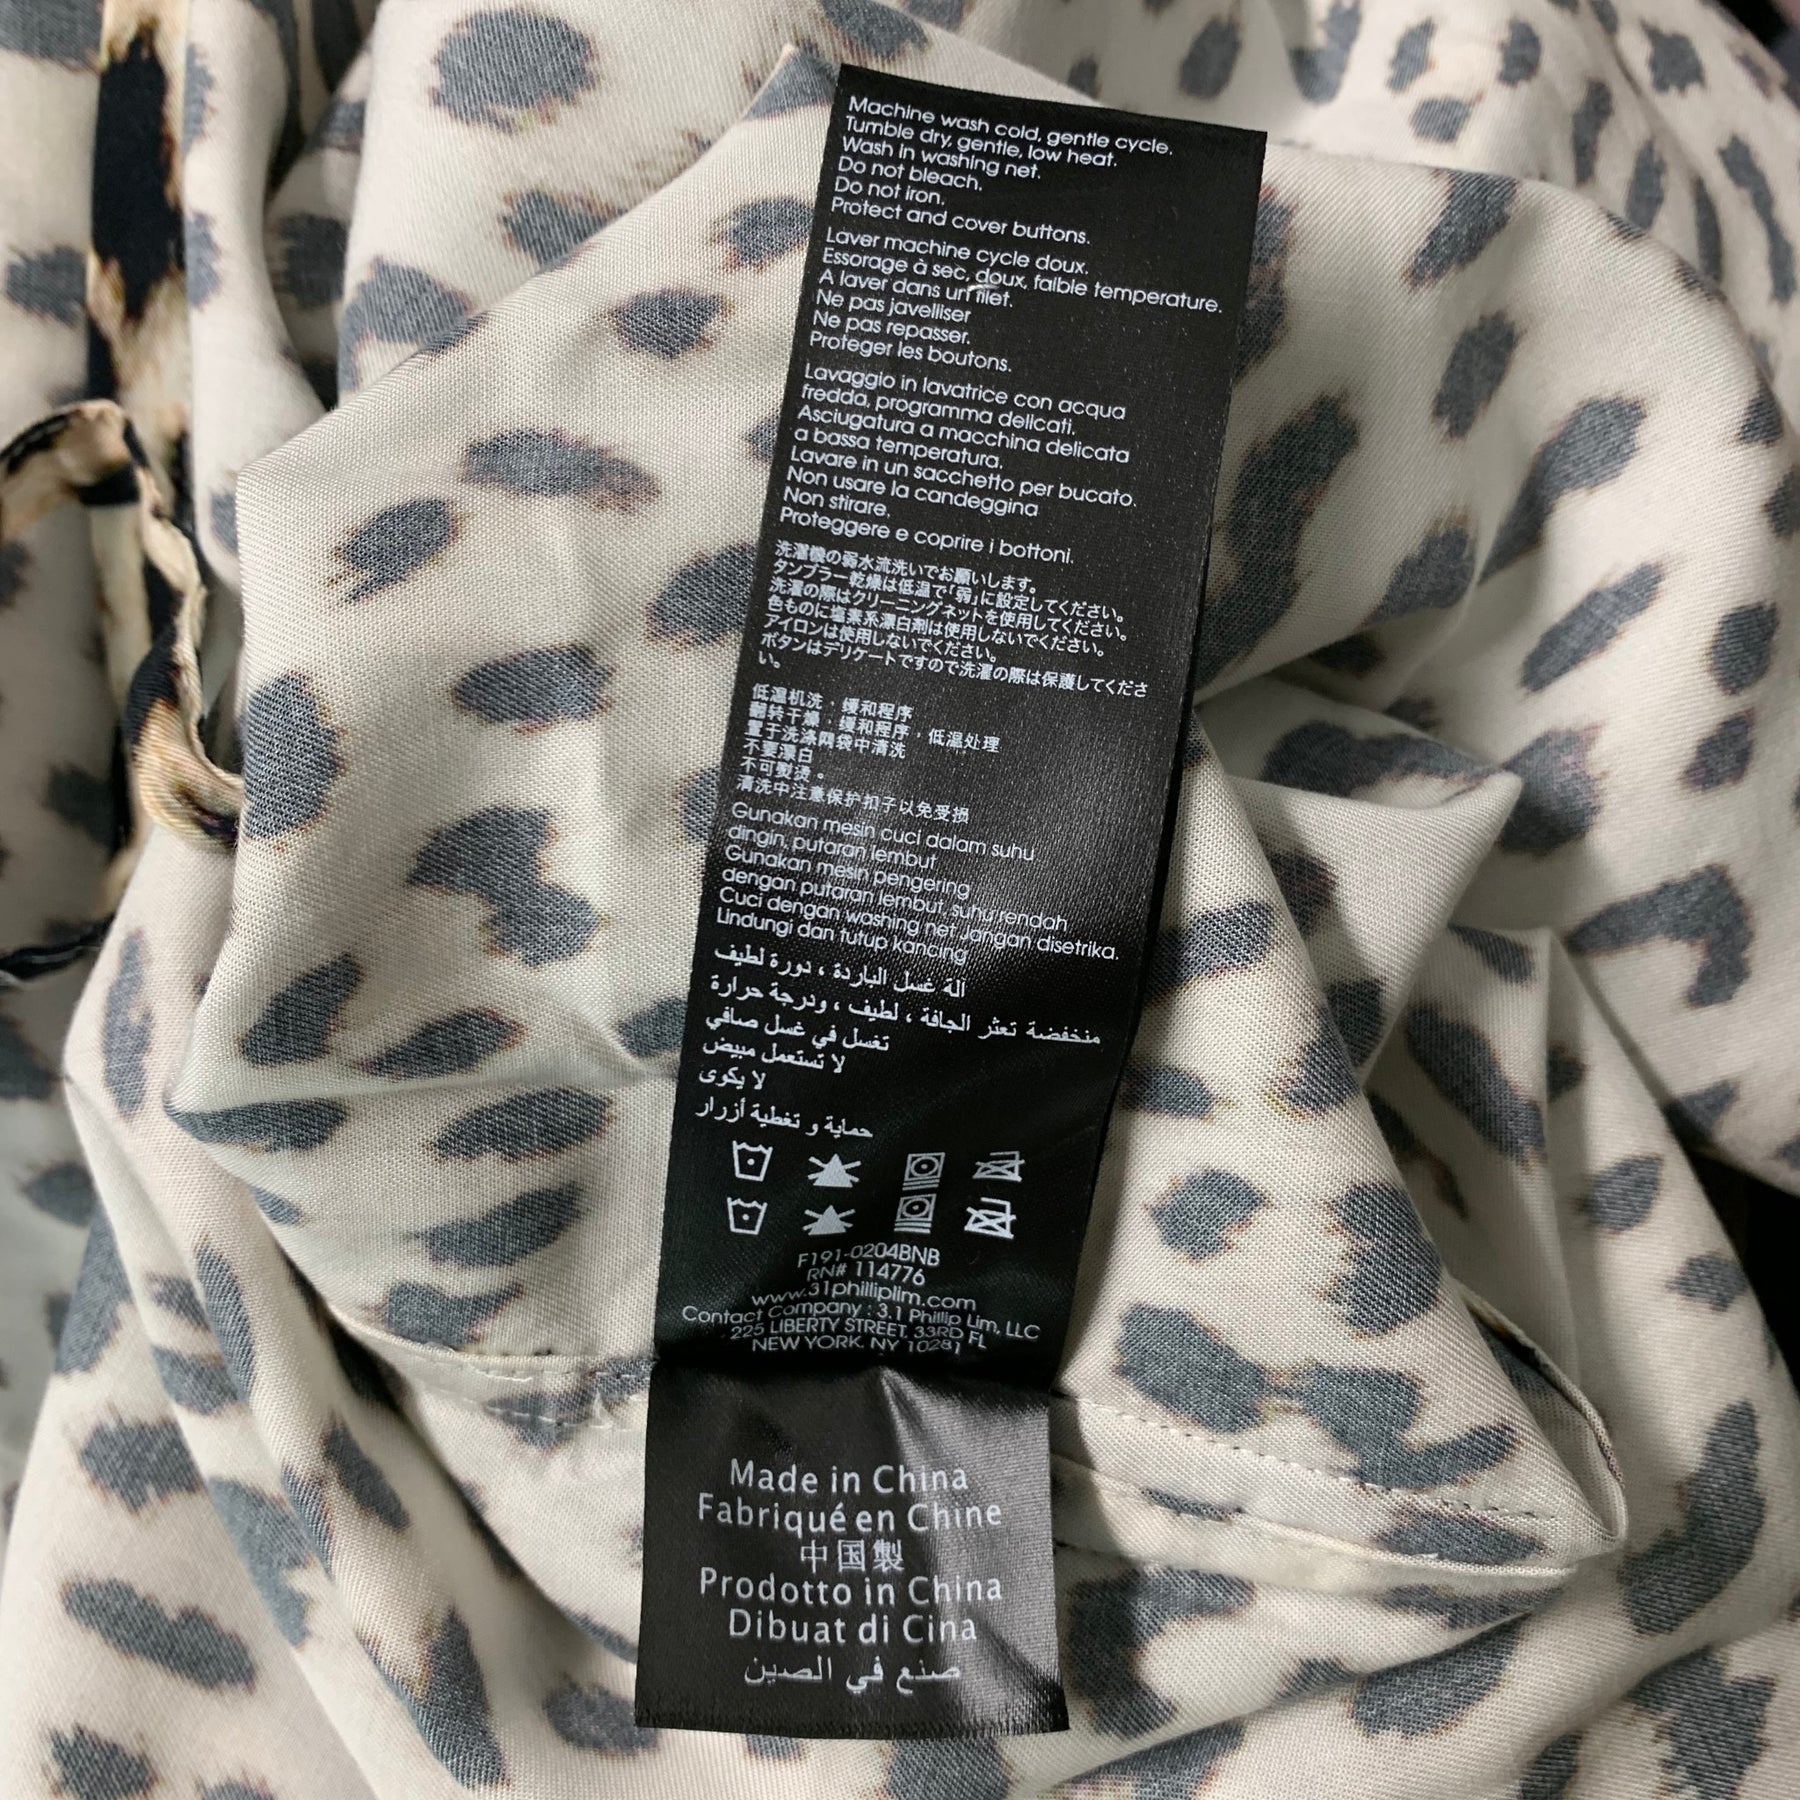 Machine wash cold, gentle cycle.
Tumble dry, gentle, low heat.
Wash in washing net.
Do not bleach.
Do not iron.
Protect and cover buttons.
Laver machine cycle doux.
Essorage à sec, doux, faible temperature.
A laver dans un filet.
Ne pas javelliser
Ne pas repasser.
Proteger les boutons.
Lavaggio in lavatrice con acqua
fredda, programma delicati.
Asciugatura a macchina delicata
a bassa temperatura.
Lavare in un sacchetto per bucato.
Non usare la candeggina
Non stirare.
Proteggere e coprire i bottoni.
洗濯機の弱水流洗いでお願いします。
タンブラー乾燥は低温で「弱」に設定してください。
洗濯の際はクリーニングネットを使用してください。
色ものに塩素系漂白剤は使用しないでください。
アイロンは使用しないでください。
ボタンはデリケートですので洗濯の際は保護してくださ
い。
低温机洗，缓和程序
翻转干燥，缓和程序，低温处理
置于洗涤网袋中清洗
不要漂白
不可熨烫。
清洗中注意保护扣子以免受损
Gunakan mesin cuci dalam suhu
dingin, putaran lembut
Gunakan mesin pengering
dengan putaran lembut, suhu rendah
Cuci dengan washing net, Jangan disetrika.
Lindungi dan tutup kancing
آلة غسل الباردة ، دورة لطيف
منخفضة تعثر الجافة ، لطيف ، ودرجة حرارة
تغسل في غسل صافي
لا تستعمل مبيض
لا يكوى
حماية و تغطية أزرار
F191-0204BNB
RN# 114776
www.31philliplim.com
Contact Company : 3.1 Phillip Lim, LLC
225 LIBERTY STREET, 33RD FL
NEW YORK, NY 10281
Made in China
Fabriqué en Chine
中国製
Prodotto in China
Dibuat di Cina
صنع في الصين